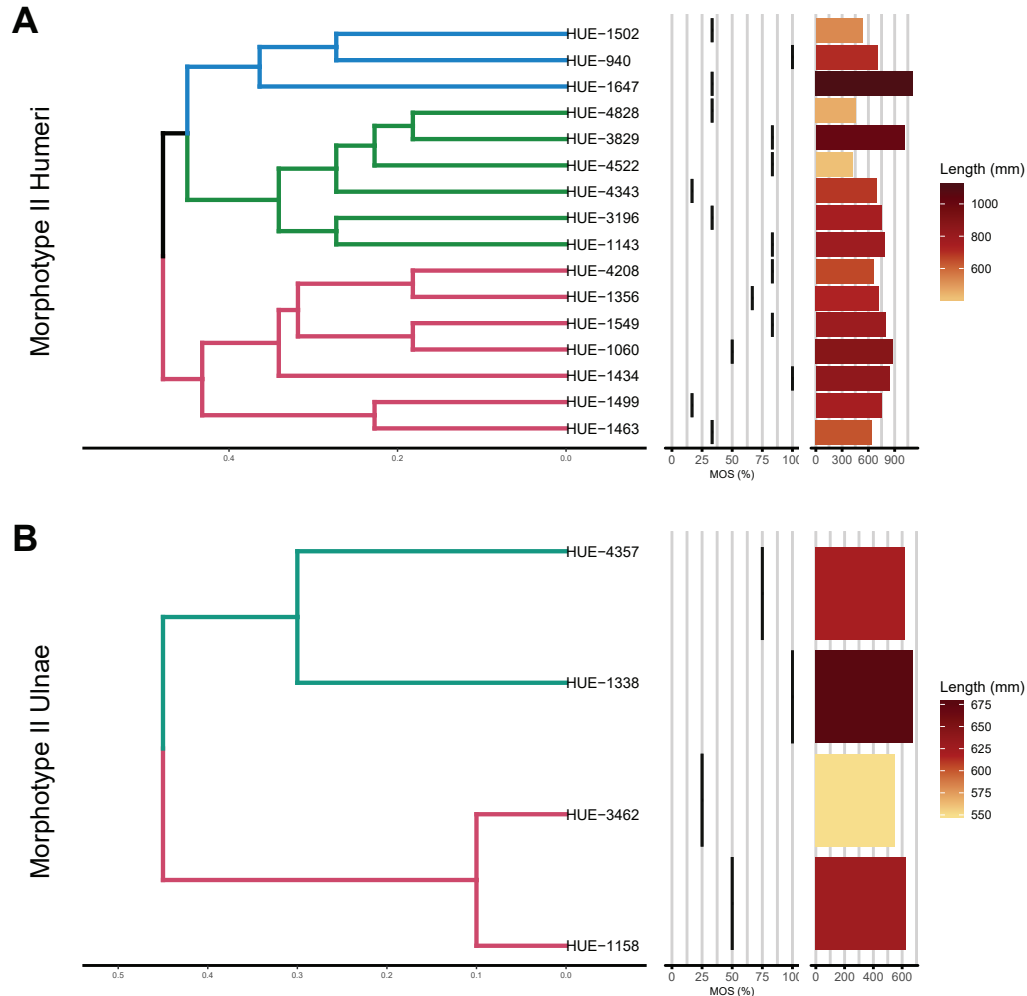 A
Morphotype II Humeri
HUE−1502
HUE−940
HUE−1647
HUE−4828
HUE−3829
HUE−4522
HUE−4343
HUE−3196
HUE−1143
HUE−4208
HUE−1356
HUE−1549
HUE−1060
HUE−1434
HUE−1499
HUE−1463
0.4 0.2 0.0
0 25 50 75 100
MOS (%)
0 300 600 900
Length (mm)
1000
800
600
B
Morphotype II Ulnae
HUE−4357
HUE−1338
HUE−3462
HUE−1158
0.5 0.4 0.3 0.2 0.1 0.0
0 25 50 75 100
MOS (%)
0 200 400 600
Length (mm)
675
650
625
600
575
550